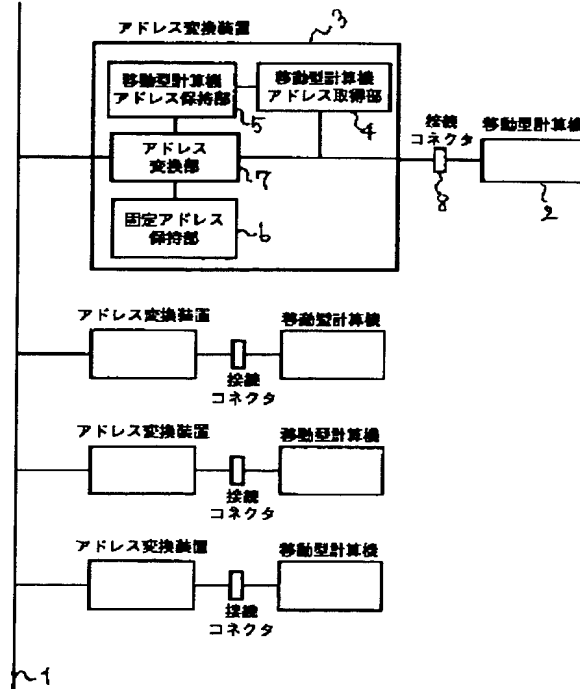 アドレス変換装置
3
移動型計算機
アドレス保持部
5
移動型計算機
アドレス取得部
4
接続
コネクタ
8
移動型計算機
2
アドレス
変換部
7
固定アドレス
保持部
6
アドレス変換装置
移動型計算機
接続
コネクタ
アドレス変換装置
移動型計算機
接続
コネクタ
アドレス変換装置
移動型計算機
接続
コネクタ
1